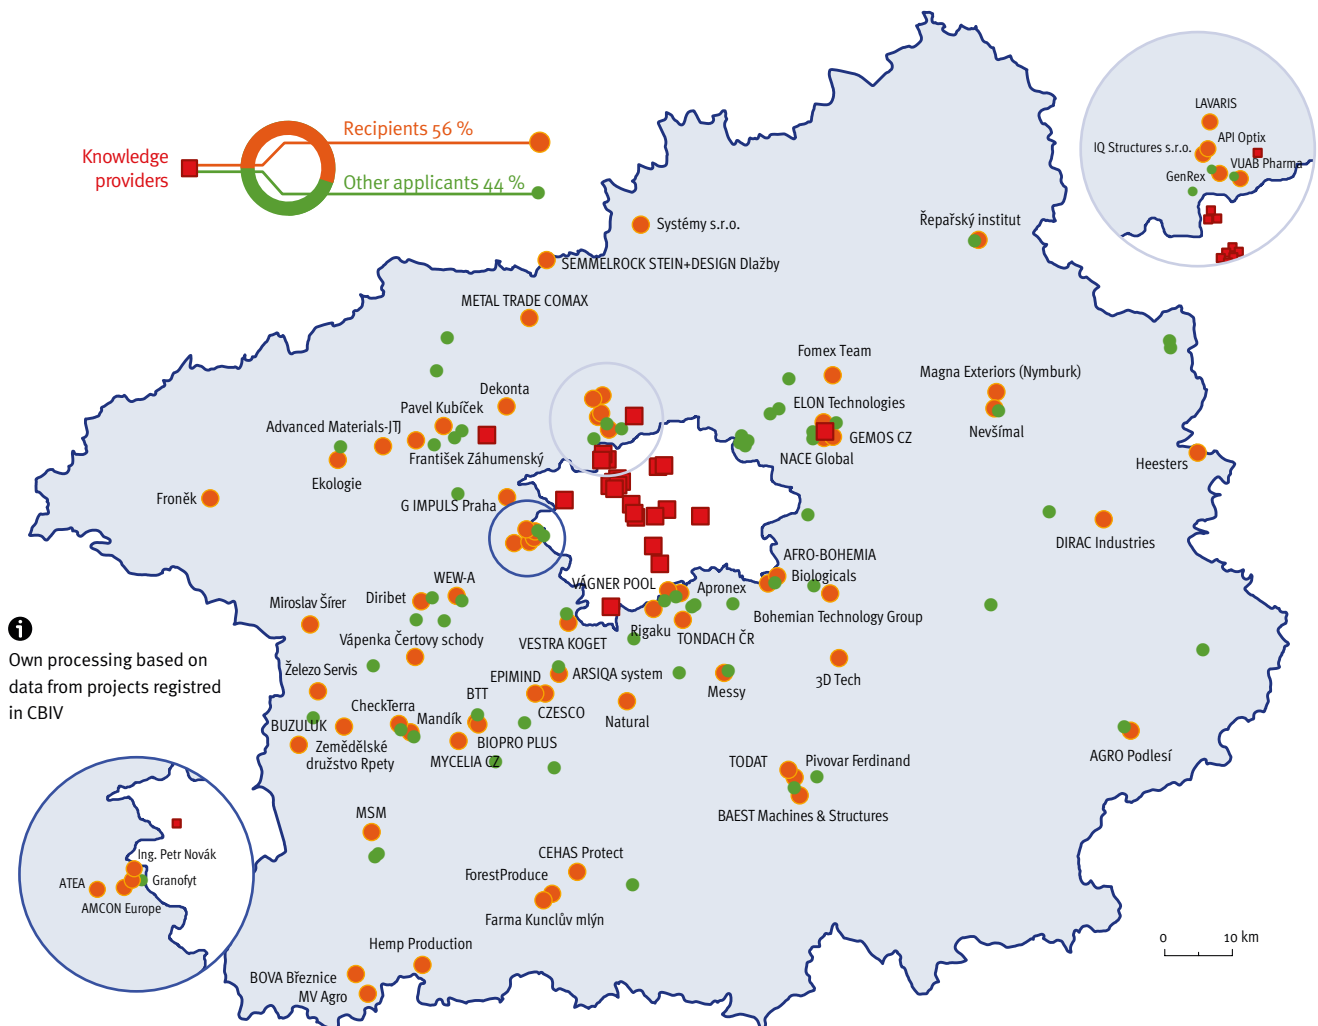 LAVARIS
API Optix
IQ Structures s.r.o.
VUAB Pharma
GenRex
Recipients 56 %
Knowledge
providers
Other applicants 44 %
Systémy s.r.o.
Řepařský institut
SEMMELROCK STEIN+DESIGN Dlažby
METAL TRADE COMAX
Fomex Team
Magna Exteriors (Nymburk)
Dekonta
Pavel Kubíček
ELON Technologies
Advanced Materials-JTJ
GEMOS CZ
Nevšímal
František Záhumenský
NACE Global
Heesters
Ekologie
Froněk
G IMPULS Praha
DIRAC Industries
AFRO-BOHEMIA
Biologicals
WEW-A
VÁGNER POOL
Apronex
Diribet
Miroslav Šírer
Bohemian Technology Group
Rigaku
TONDACH ČR
Vápenka Čertovy schody
VESTRA KOGET
i
Own processing based on
data from projects registred
in CBIV
Železo Servis
EPIMIND
ARSIQA system
Messy
3D Tech
BTT
CheckTerra
Mandík
CZESCO
Natural
BUZULUK
Zemědělské
družstvo Rpety
BIOPRO PLUS
MYCELIA CZ
TODAT
Pivovar Ferdinand
AGRO Podlesí
BAEST Machines & Structures
MSM
Ing. Petr Novák
CEHAS Protect
ATEA
Granofyt
ForestProduce
AMCON Europe
Farma Kunclův mlýn
Hemp Production
0 10 km
BOVA Březnice
MV Agro